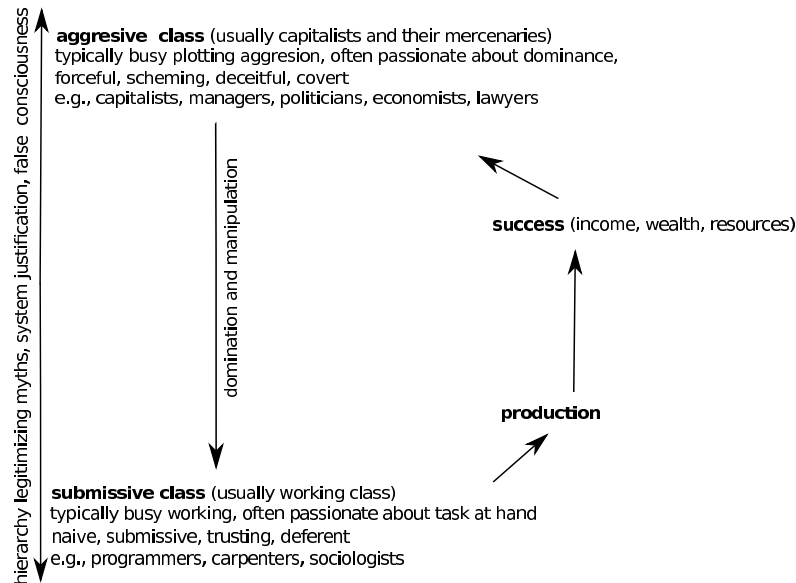 aggresive class (usually capitalists and their mercenaries)
typically busy plotting aggresion, often passionate about dominance,
forceful, scheming, deceitful, covert
e.g., capitalists, managers, politicians, economists, lawyers
hierarchy legitimizing myths, system justification, false consciousness
domination and manipulation
success (income, wealth, resources)
production
submissive class (usually working class)
typically busy working, often passionate about task at hand
naive, submissive, trusting, deferent
e.g., programmers, carpenters, sociologists